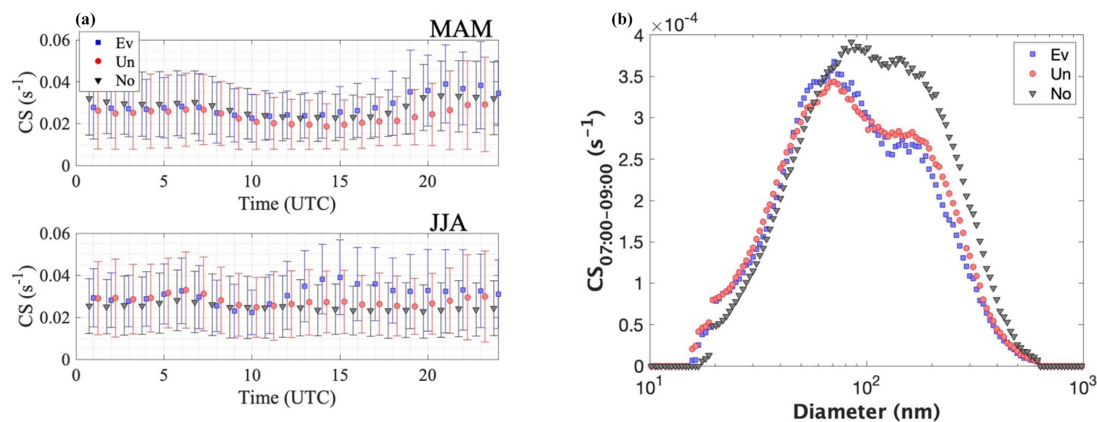 (a)
MAM
0.06
0.04
0.02
0
CS (s⁻¹)
Ev
Un
No
0 5 10 15 20
Time (UTC)
JJA
0.06
0.04
0.02
0
CS (s⁻¹)
0 5 10 15 20
Time (UTC)
(b)
×10⁻⁴
4
3.5
3
2.5
2
1.5
1
0.5
0
CS₀₇:₀₀₋₀₉:₀₀ (s⁻¹)
Ev
Un
No
10¹ 10² 10³
Diameter (nm)